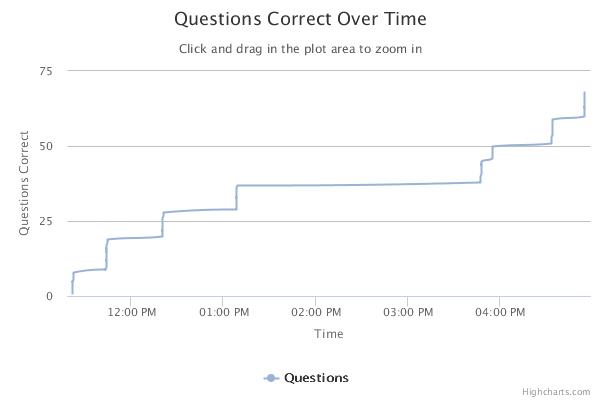 Questions Correct Over Time
Click and drag in the plot area to zoom in
75
50
25
0
Questions Correct
12:00 PM 01:00 PM 02:00 PM 03:00 PM 04:00 PM
Time
Questions
Highcharts.com